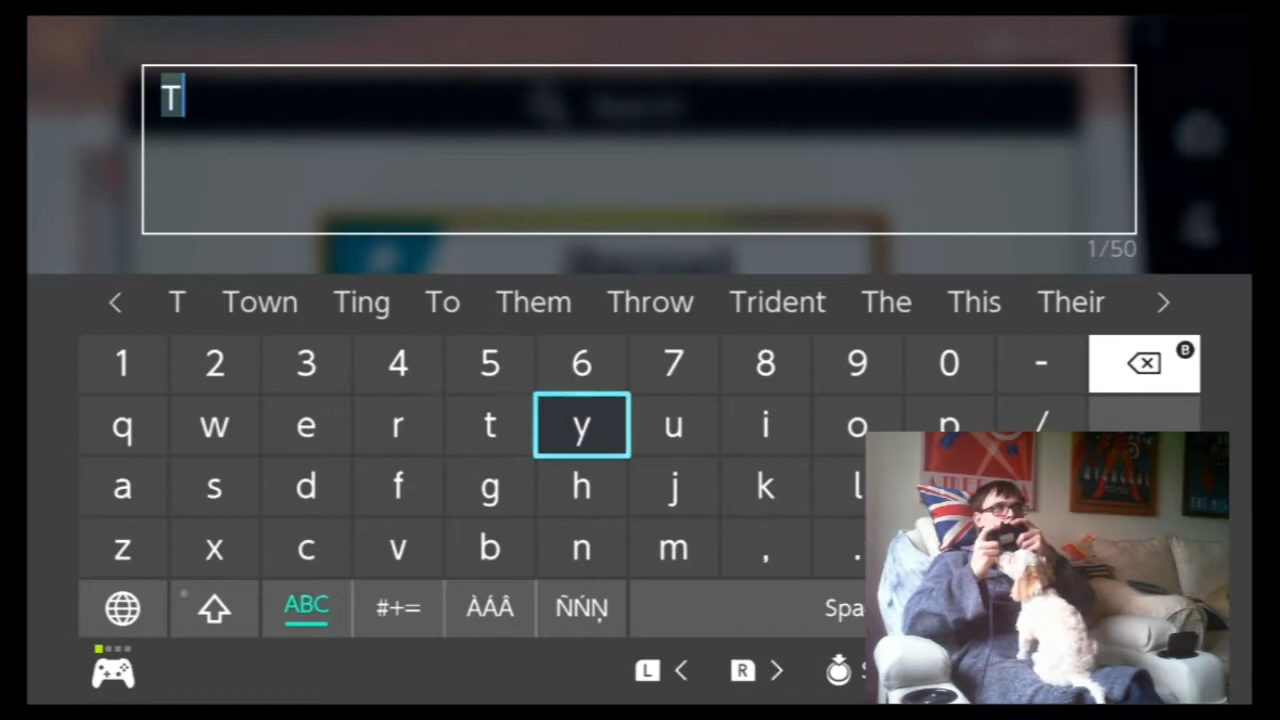 T
1/50
< T Town Ting To Them Throw Trident The This Their >
1 2 3 4 5 6 7 8 9 0 - B
q w e r t y u i o p /
a s d f g h j k l
z x c v b n m , .
ABC #+= ÀÁÂ ÑŃŅ Spa
L < R >